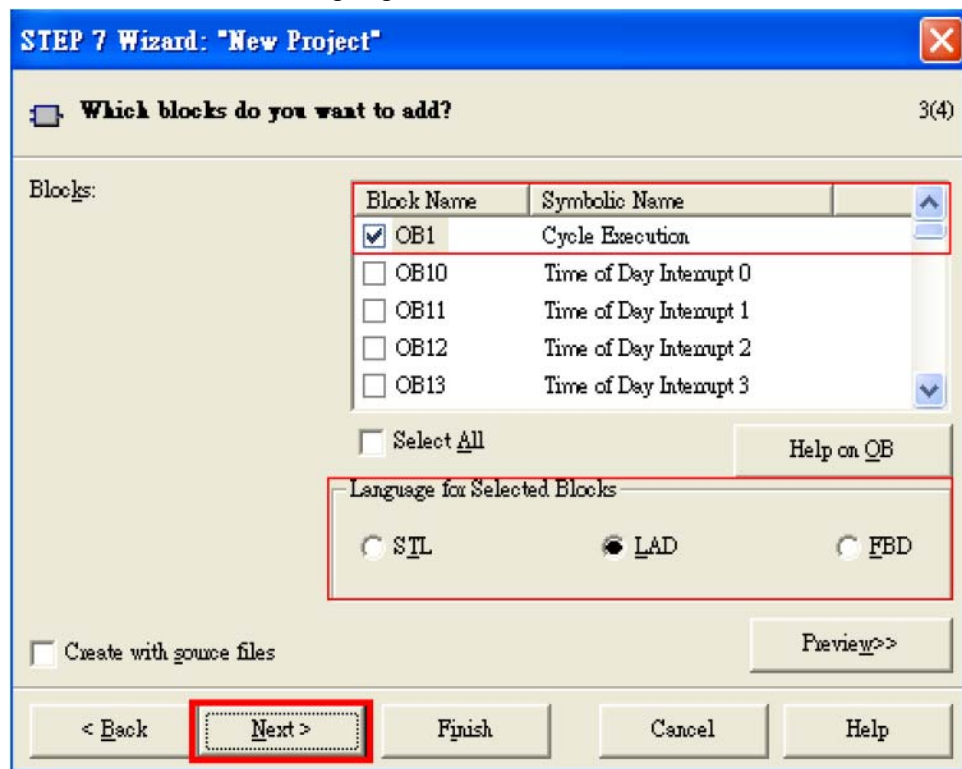 STEP 7 Wizard: "New Project"
Which blocks do you want to add?
3(4)
Blocks:
Block Name Symbolic Name
OB1 Cycle Execution
OB10 Time of Day Interrupt 0
OB11 Time of Day Interrupt 1
OB12 Time of Day Interrupt 2
OB13 Time of Day Interrupt 3
Select All
Help on OB
Language for Selected Blocks
STL LAD FBD
Create with source files
Preview>>
< Back Next > Finish Cancel Help